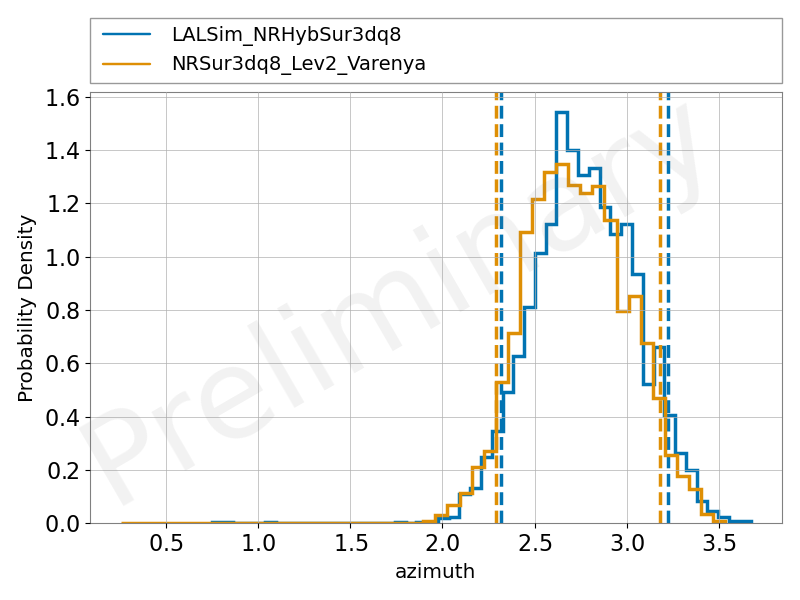 LALSim_NRHybSur3dq8
NRSur3dq8_Lev2_Varenya
Preliminary
Probability Density
1.6
1.4
1.2
1.0
0.8
0.6
0.4
0.2
0.0
0.5 1.0 1.5 2.0 2.5 3.0 3.5
azimuth